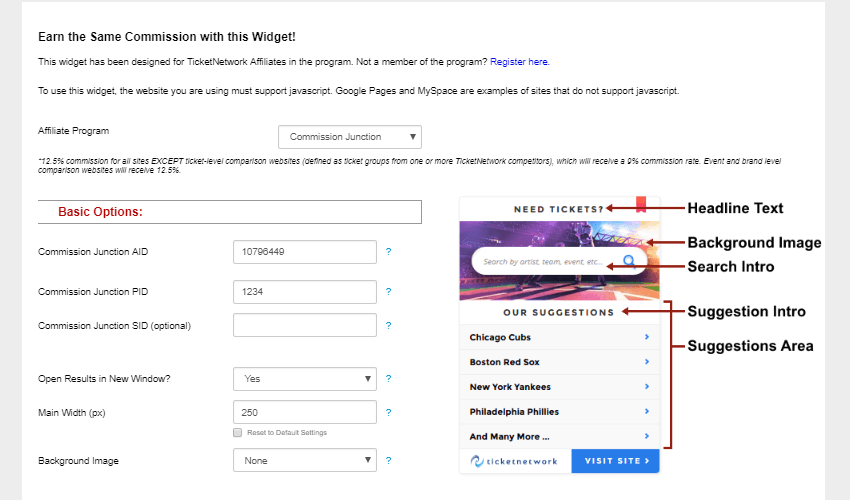 Earn the Same Commission with this Widget!
This widget has been designed for TicketNetwork Affiliates in the program. Not a member of the program? Register here.
To use this widget, the website you are using must support javascript. Google Pages and MySpace are examples of sites that do not support javascript.
Affiliate Program
Commission Junction
*12.5% commission for all sites EXCEPT ticket-level comparison websites (defined as ticket groups from one or more TicketNetwork competitors), which will receive a 9% commission rate. Event and brand level
comparison websites will receive 12.5%.
Basic Options:
Commission Junction AID
10796449
?
Commission Junction PID
1234
?
Commission Junction SID (optional)
?
Open Results in New Window?
Yes
?
Main Width (px)
250
?
Reset to Default Settings
Background Image
None
?
NEED TICKETS?
Headline Text
Background Image
Search by artist, team, event, etc...
Search Intro
OUR SUGGESTIONS
Suggestion Intro
Suggestions Area
Chicago Cubs
Boston Red Sox
New York Yankees
Philadelphia Phillies
And Many More ...
ticketnetwork
VISIT SITE